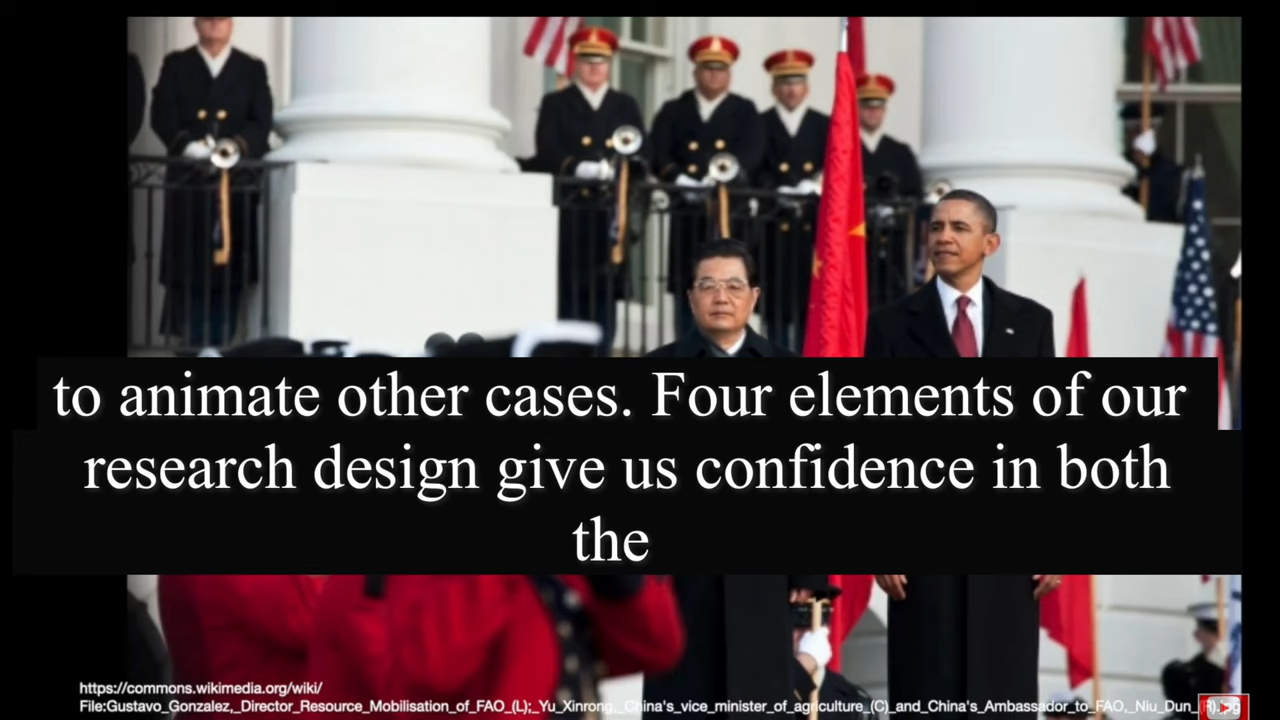 to animate other cases. Four elements of our
research design give us confidence in both
the
https://commons.wikimedia.org/wiki/
File:Gustavo_Gonzalez,_Director_Resource_Mobilisation_of_FAO_(L);_Yu_Xinrong,_China's_vice_minister_of_agriculture_(C)_and_China's_Ambassador_to_FAO,_Niu_Dun_(R).jpg